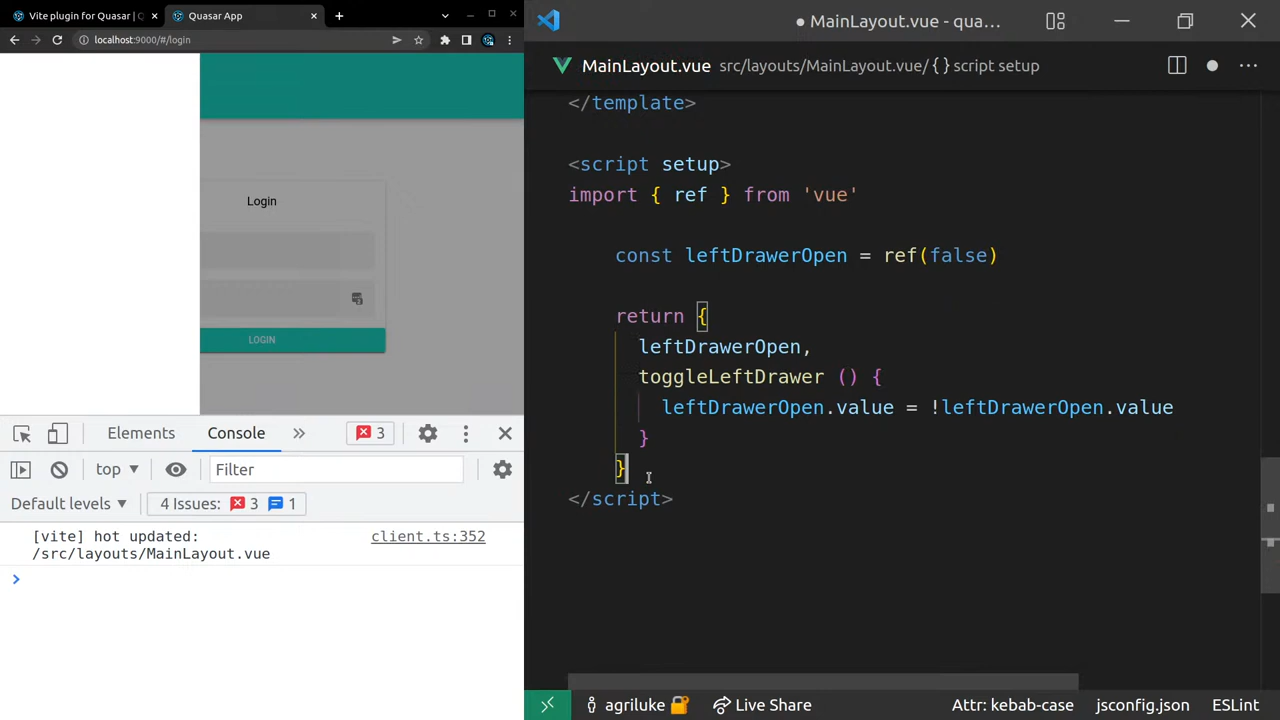 Vite plugin for Quasar | Q
Quasar App
localhost:9000/#/login
Login
LOGIN
Elements
Console
3
top
Filter
Default levels
4 Issues: 3 1
[vite] hot updated:
/src/layouts/MainLayout.vue
client.ts:352
● MainLayout.vue - qua…
MainLayout.vue src/layouts/MainLayout.vue/ {} script setup
</template>
<script setup>
import { ref } from 'vue'
const leftDrawerOpen = ref(false)
return {
leftDrawerOpen,
toggleLeftDrawer () {
leftDrawerOpen.value = !leftDrawerOpen.value
}
}
</script>
agriluke Live Share Attr: kebab-case jsconfig.json ESLint